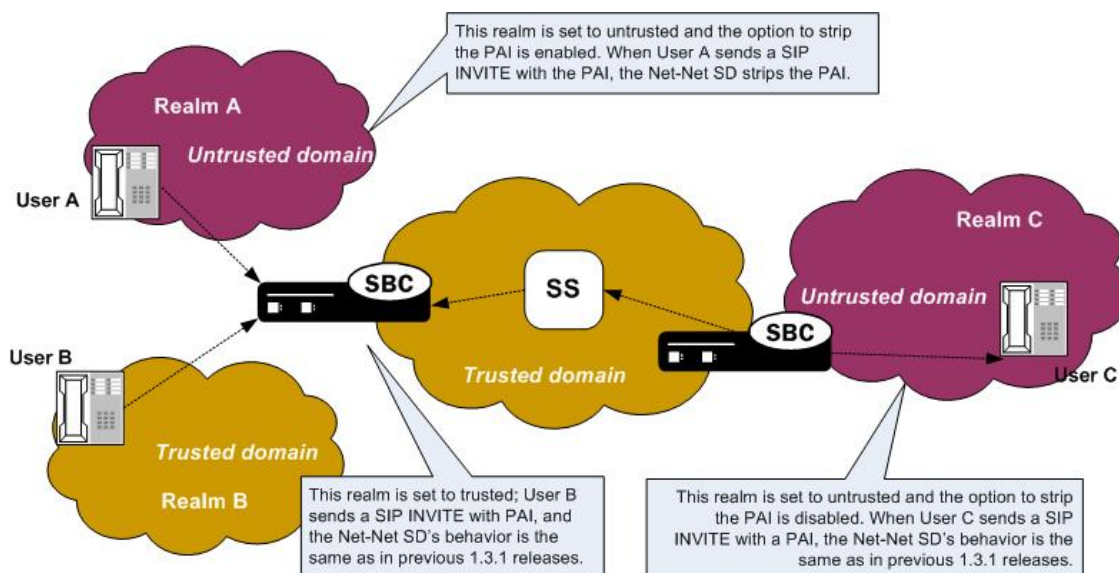 This realm is set to untrusted and the option to strip
the PAI is enabled. When User A sends a SIP
INVITE with the PAI, the Net-Net SD strips the PAI.
Realm A
Untrusted domain
User A
SBC
SS
Realm C
Untrusted domain
SBC
User C
User B
Trusted domain
Trusted domain
Realm B
This realm is set to trusted; User B
sends a SIP INVITE with PAI, and
the Net-Net SD's behavior is the
same as in previous 1.3.1 releases.
This realm is set to untrusted and the option to strip
the PAI is disabled. When User C sends a SIP
INVITE with a PAI, the Net-Net SD's behavior is the
same as in previous 1.3.1 releases.